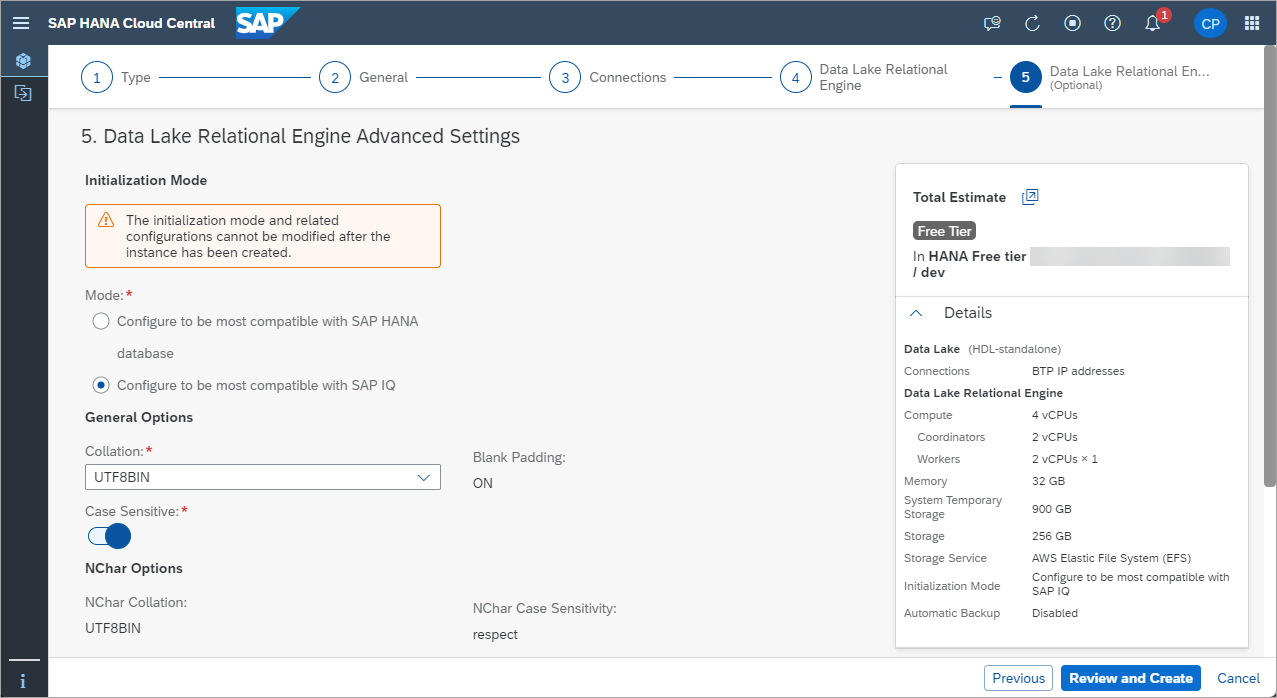 SAP HANA Cloud Central
SAP
1
CP
1 Type
2 General
3 Connections
4 Data Lake Relational
Engine
5 Data Lake Relational En...
(Optional)
5. Data Lake Relational Engine Advanced Settings
Initialization Mode
The initialization mode and related
configurations cannot be modified after the
instance has been created.
Mode:*
Configure to be most compatible with SAP HANA
database
Configure to be most compatible with SAP IQ
General Options
Collation:*
UTF8BIN
Blank Padding:
ON
Case Sensitive:*
NChar Options
NChar Collation:
UTF8BIN
NChar Case Sensitivity:
respect
Total Estimate
Free Tier
In HANA Free tier
/ dev
Details
Data Lake (HDL-standalone)
Connections BTP IP addresses
Data Lake Relational Engine
Compute 4 vCPUs
Coordinators 2 vCPUs
Workers 2 vCPUs × 1
Memory 32 GB
System Temporary
Storage 900 GB
Storage 256 GB
Storage Service AWS Elastic File System (EFS)
Initialization Mode Configure to be most compatible with
SAP IQ
Automatic Backup Disabled
i
Previous
Review and Create
Cancel